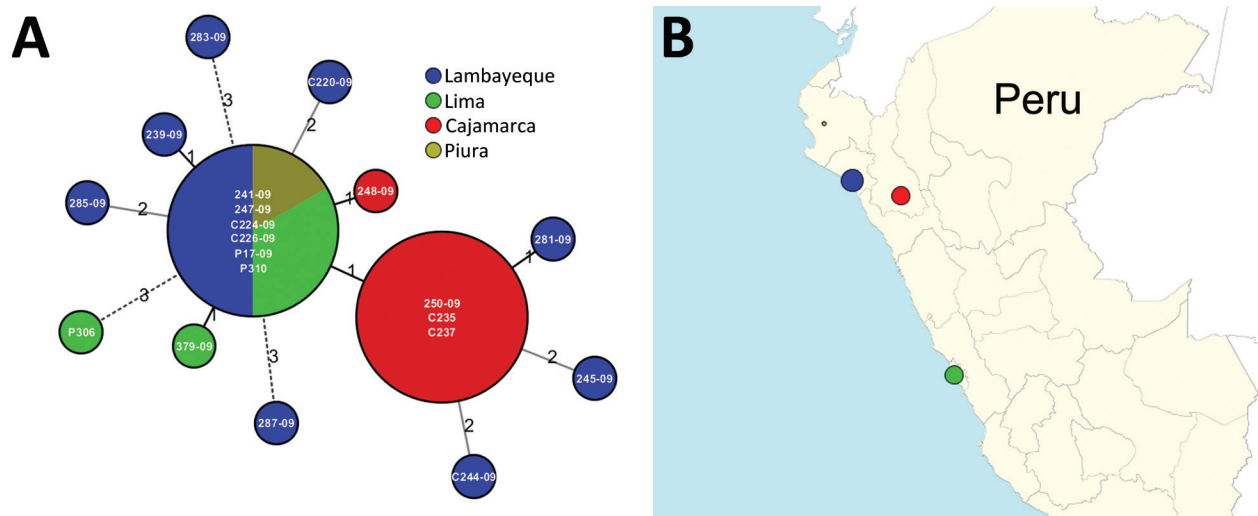 A
283-09
3
C220-09
2
239-09
1
285-09
2
241-09
247-09
C224-09
C226-09
P17-09
P310
1
248-09
3
P306
1
379-09
3
287-09
1
250-09
C235
C237
1
281-09
2
245-09
2
C244-09
Lambayeque
Lima
Cajamarca
Piura
B
Peru